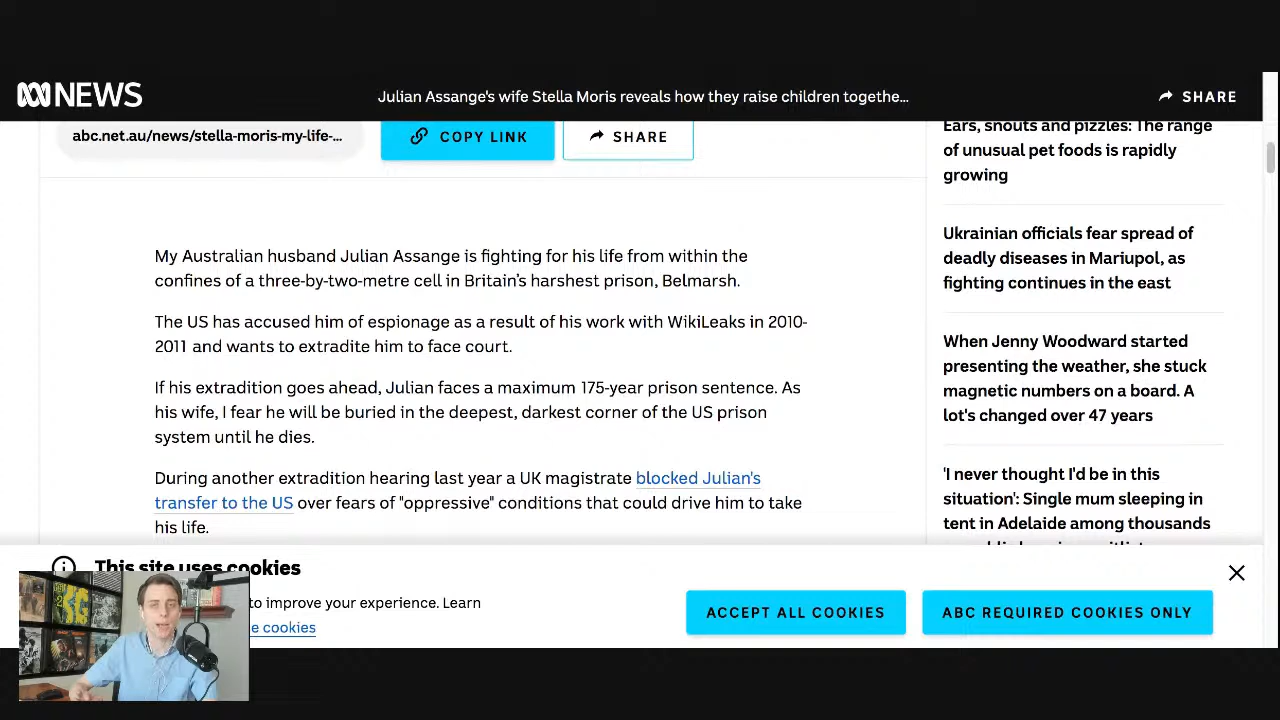 NEWS
Julian Assange's wife Stella Moris reveals how they raise children togethe...
SHARE
abc.net.au/news/stella-moris-my-life-...
COPY LINK
SHARE
My Australian husband Julian Assange is fighting for his life from within the
confines of a three-by-two-metre cell in Britain's harshest prison, Belmarsh.
The US has accused him of espionage as a result of his work with WikiLeaks in 2010-
2011 and wants to extradite him to face court.
If his extradition goes ahead, Julian faces a maximum 175-year prison sentence. As
his wife, I fear he will be buried in the deepest, darkest corner of the US prison
system until he dies.
During another extradition hearing last year a UK magistrate blocked Julian's
transfer to the US over fears of "oppressive" conditions that could drive him to take
his life.
Ears, snouts and pizzles: The range
of unusual pet foods is rapidly
growing
Ukrainian officials fear spread of
deadly diseases in Mariupol, as
fighting continues in the east
When Jenny Woodward started
presenting the weather, she stuck
magnetic numbers on a board. A
lot's changed over 47 years
'I never thought I'd be in this
situation': Single mum sleeping in
tent in Adelaide among thousands
This site uses cookies
to improve your experience. Learn
cookies
ACCEPT ALL COOKIES
ABC REQUIRED COOKIES ONLY